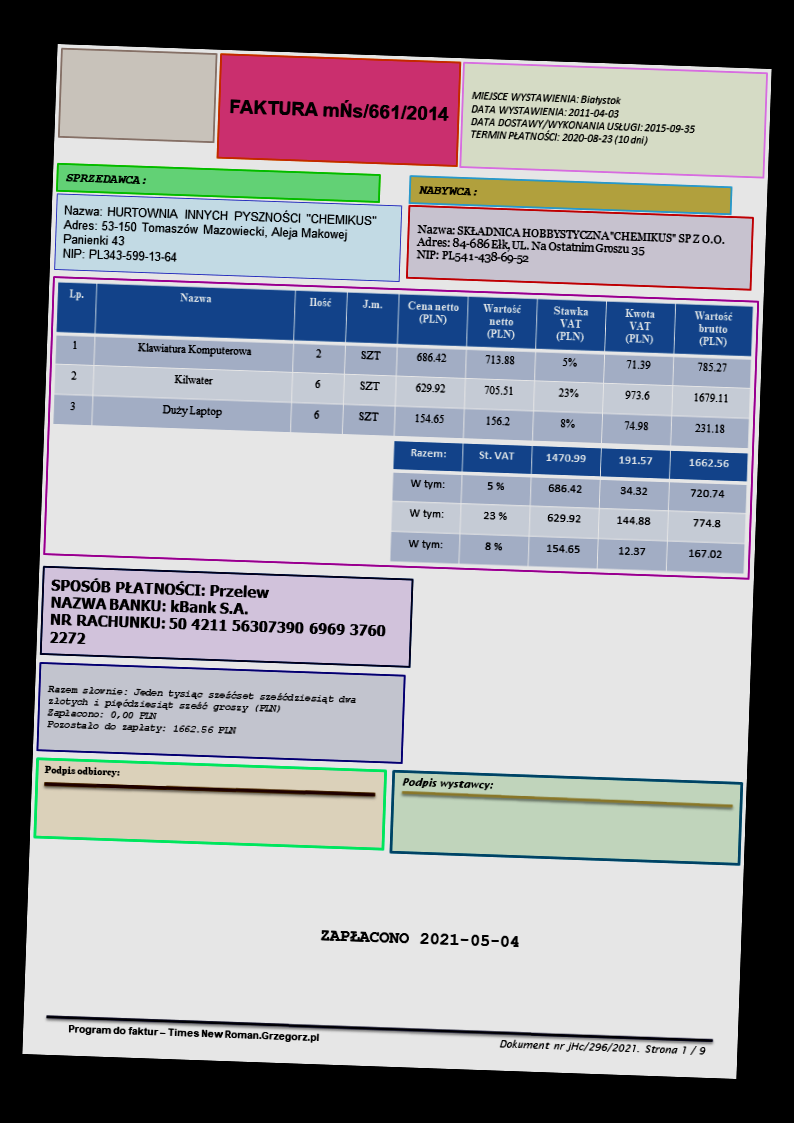 FAKTURA mŃs/661/2014
MIEJSCE WYSTAWIENIA: Białystok
DATA WYSTAWIENIA: 2011-04-03
DATA DOSTAWY/WYKONANIA USŁUGI: 2015-09-35
TERMIN PŁATNOŚCI: 2020-08-23 (10 dni)
SPRZEDAWCA:
Nazwa: HURTOWNIA INNYCH PYSZNOŚCI "CHEMIKUS"
Adres: 53-150 Tomaszów Mazowiecki, Aleja Makowej
Panienki 43
NIP: PL343-599-13-64
NABYWCA:
Nazwa: SKŁADNICA HOBBYSTYCZNA "CHEMIKUS" SP Z O.O.
Adres: 84-686 Ełk, UL. Na Ostatnim Groszu 35
NIP: PL541-438-69-52
Lp. Nazwa Ilość J.m. Cena netto (PLN) Wartość netto (PLN) Stawka VAT (PLN) Kwota VAT (PLN) Wartość brutto (PLN)
1 Klawiatura Komputerowa 2 SZT 686.42 713.88 5% 71.39 785.27
2 Kilwater 6 SZT 629.92 705.51 23% 973.6 1679.11
3 Duży Laptop 6 SZT 154.65 156.2 8% 74.98 231.18
Razem: St. VAT 1470.99 191.57 1662.56
W tym: 5 % 686.42 34.32 720.74
W tym: 23 % 629.92 144.88 774.8
W tym: 8 % 154.65 12.37 167.02
SPOSÓB PŁATNOŚCI: Przelew
NAZWA BANKU: kBank S.A.
NR RACHUNKU: 50 4211 56307390 6969 3760
2272
Razem słownie: Jeden tysiąc sześćset sześćdziesiąt dwa
złotych i pięćdziesiąt sześć groszy (PLN)
Zapłacono: 0,00 PLN
Pozostało do zapłaty: 1662.56 PLN
Podpis odbiorcy:
Podpis wystawcy:
ZAPŁACONO 2021-05-04
Program do faktur – Times New Roman.Grzegorz.pl
Dokument nr jHc/296/2021. Strona 1 / 9